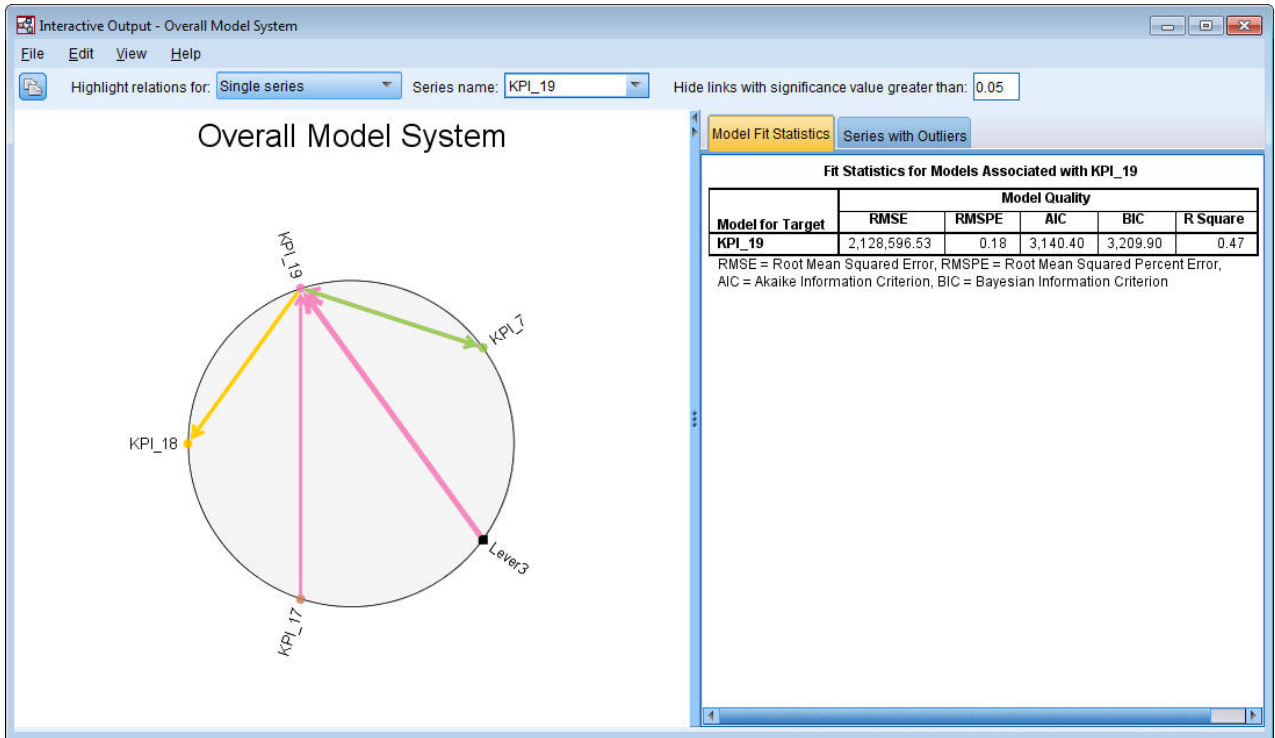 Interactive Output - Overall Model System
File Edit View Help
Highlight relations for: Single series Series name: KPI_19 Hide links with significance value greater than: 0.05
Overall Model System
KPI_19
KPI_7
KPI_18
Lever3
KPI_17
Model Fit Statistics Series with Outliers
Fit Statistics for Models Associated with KPI_19
Model for Target Model Quality
RMSE RMSPE AIC BIC R Square
KPI_19 2,128,596.53 0.18 3,140.40 3,209.90 0.47
RMSE = Root Mean Squared Error, RMSPE = Root Mean Squared Percent Error,
AIC = Akaike Information Criterion, BIC = Bayesian Information Criterion